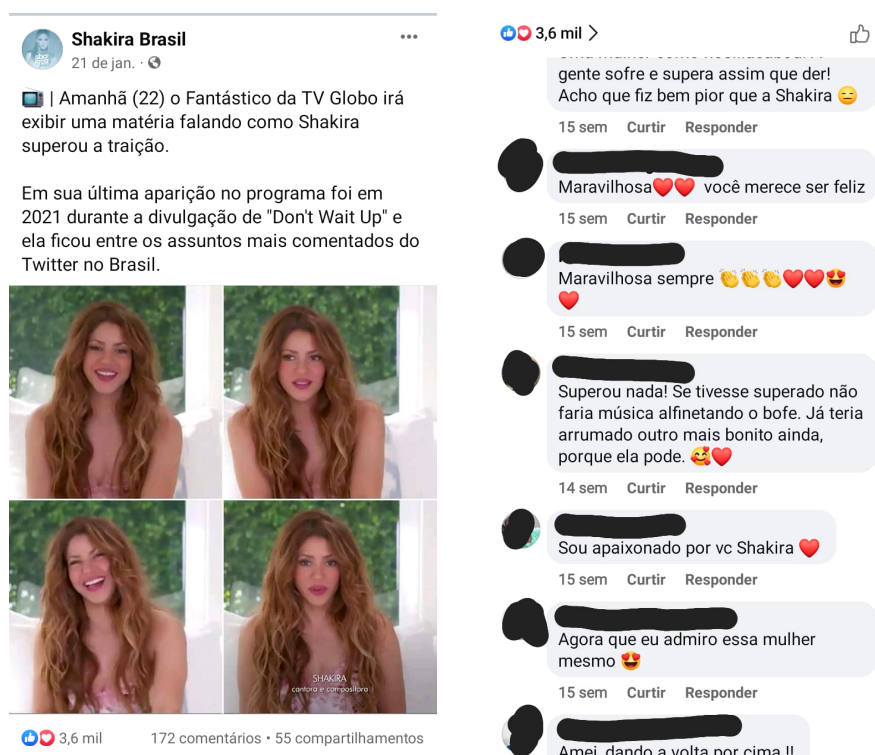 Shakira Brasil
21 de jan. ·
📺 | Amanhã (22) o Fantástico da TV Globo irá
exibir uma matéria falando como Shakira
superou a traição.
Em sua última aparição no programa foi em
2021 durante a divulgação de "Don't Wait Up" e
ela ficou entre os assuntos mais comentados do
Twitter no Brasil.
SHAKIRA
cantora e compositora
3,6 mil
172 comentários • 55 compartilhamentos
3,6 mil
gente sofre e supera assim que der!
Acho que fiz bem pior que a Shakira 😑
15 sem Curtir Responder
Maravilhosa❤️❤️ você merece ser feliz
15 sem Curtir Responder
Maravilhosa sempre 👏👏👏❤️❤️😍
❤️
15 sem Curtir Responder
Superou nada! Se tivesse superado não
faria música alfinetando o bofe. Já teria
arrumado outro mais bonito ainda,
porque ela pode. 🥰❤️
14 sem Curtir Responder
Sou apaixonado por vc Shakira ❤️
15 sem Curtir Responder
Agora que eu admiro essa mulher
mesmo 😍
15 sem Curtir Responder
Amei dando a volta por cima !!